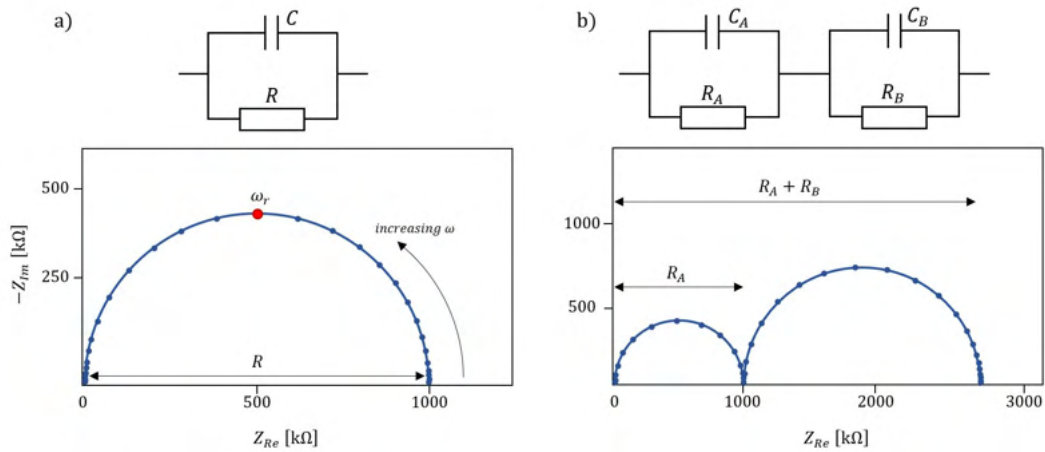 a)
C
R
500
250
−Z_Im [kΩ]
ω_r
increasing ω
R
0
500
1000
Z_Re [kΩ]
b)
C_A
C_B
R_A
R_B
R_A + R_B
R_A
1000
500
0
1000
2000
3000
Z_Re [kΩ]